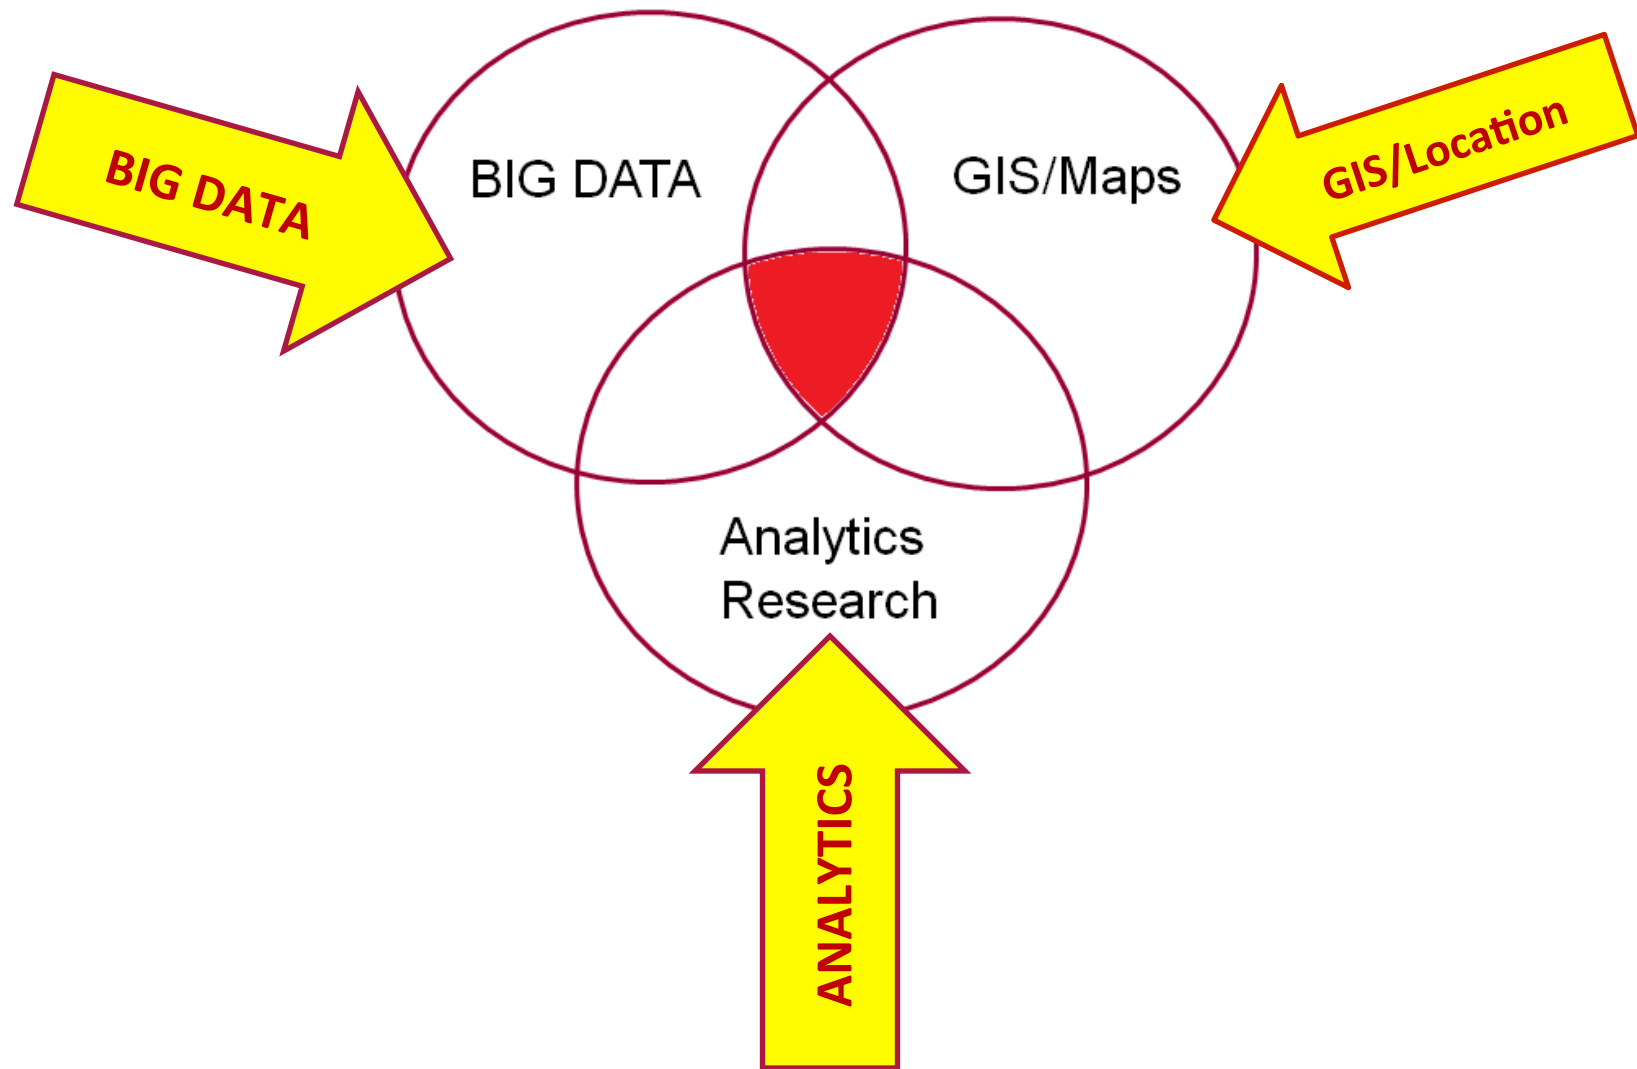 BIG DATA
BIG DATA
GIS/Maps
GIS/Location
Analytics
Research
ANALYTICS